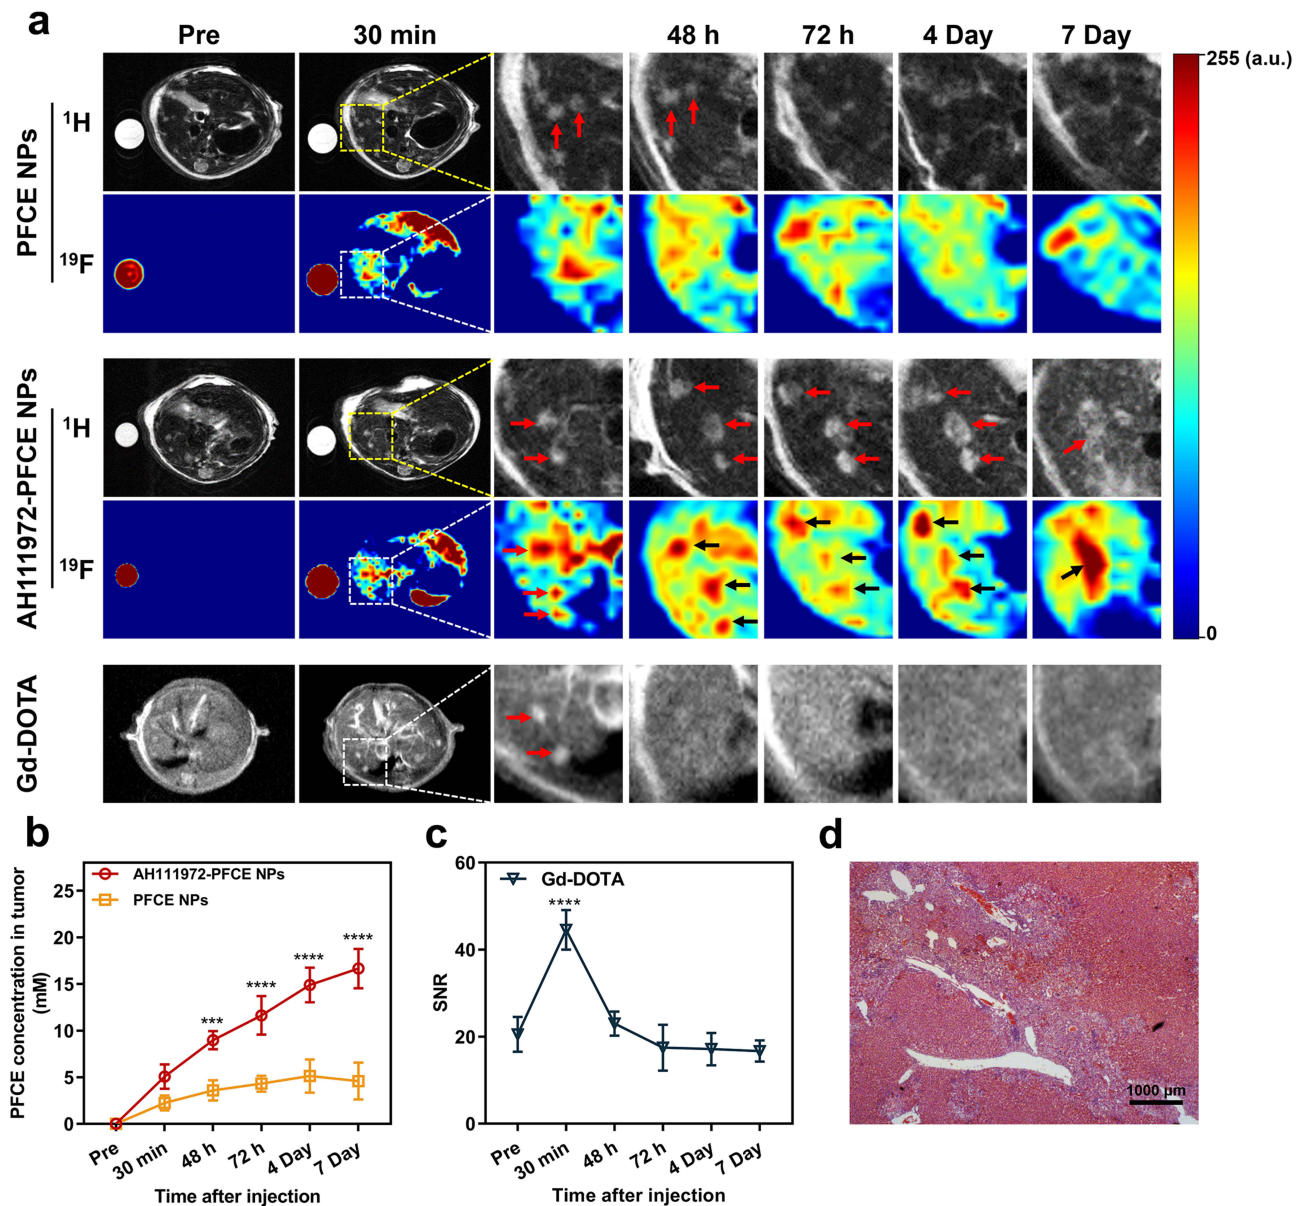 a
Pre
30 min
48 h
72 h
4 Day
7 Day
255 (a.u.)
0
PFCE NPs
¹H
¹⁹F
AH111972-PFCE NPs
¹H
¹⁹F
Gd-DOTA
b
PFCE concentration in tumor
(mM)
25
20
15
10
5
0
AH111972-PFCE NPs
PFCE NPs
***
****
****
****
Pre
30 min
48 h
72 h
4 Day
7 Day
Time after injection
c
SNR
60
40
20
0
Gd-DOTA
****
Pre
30 min
48 h
72 h
4 Day
7 Day
Time after injection
d
1000 µm